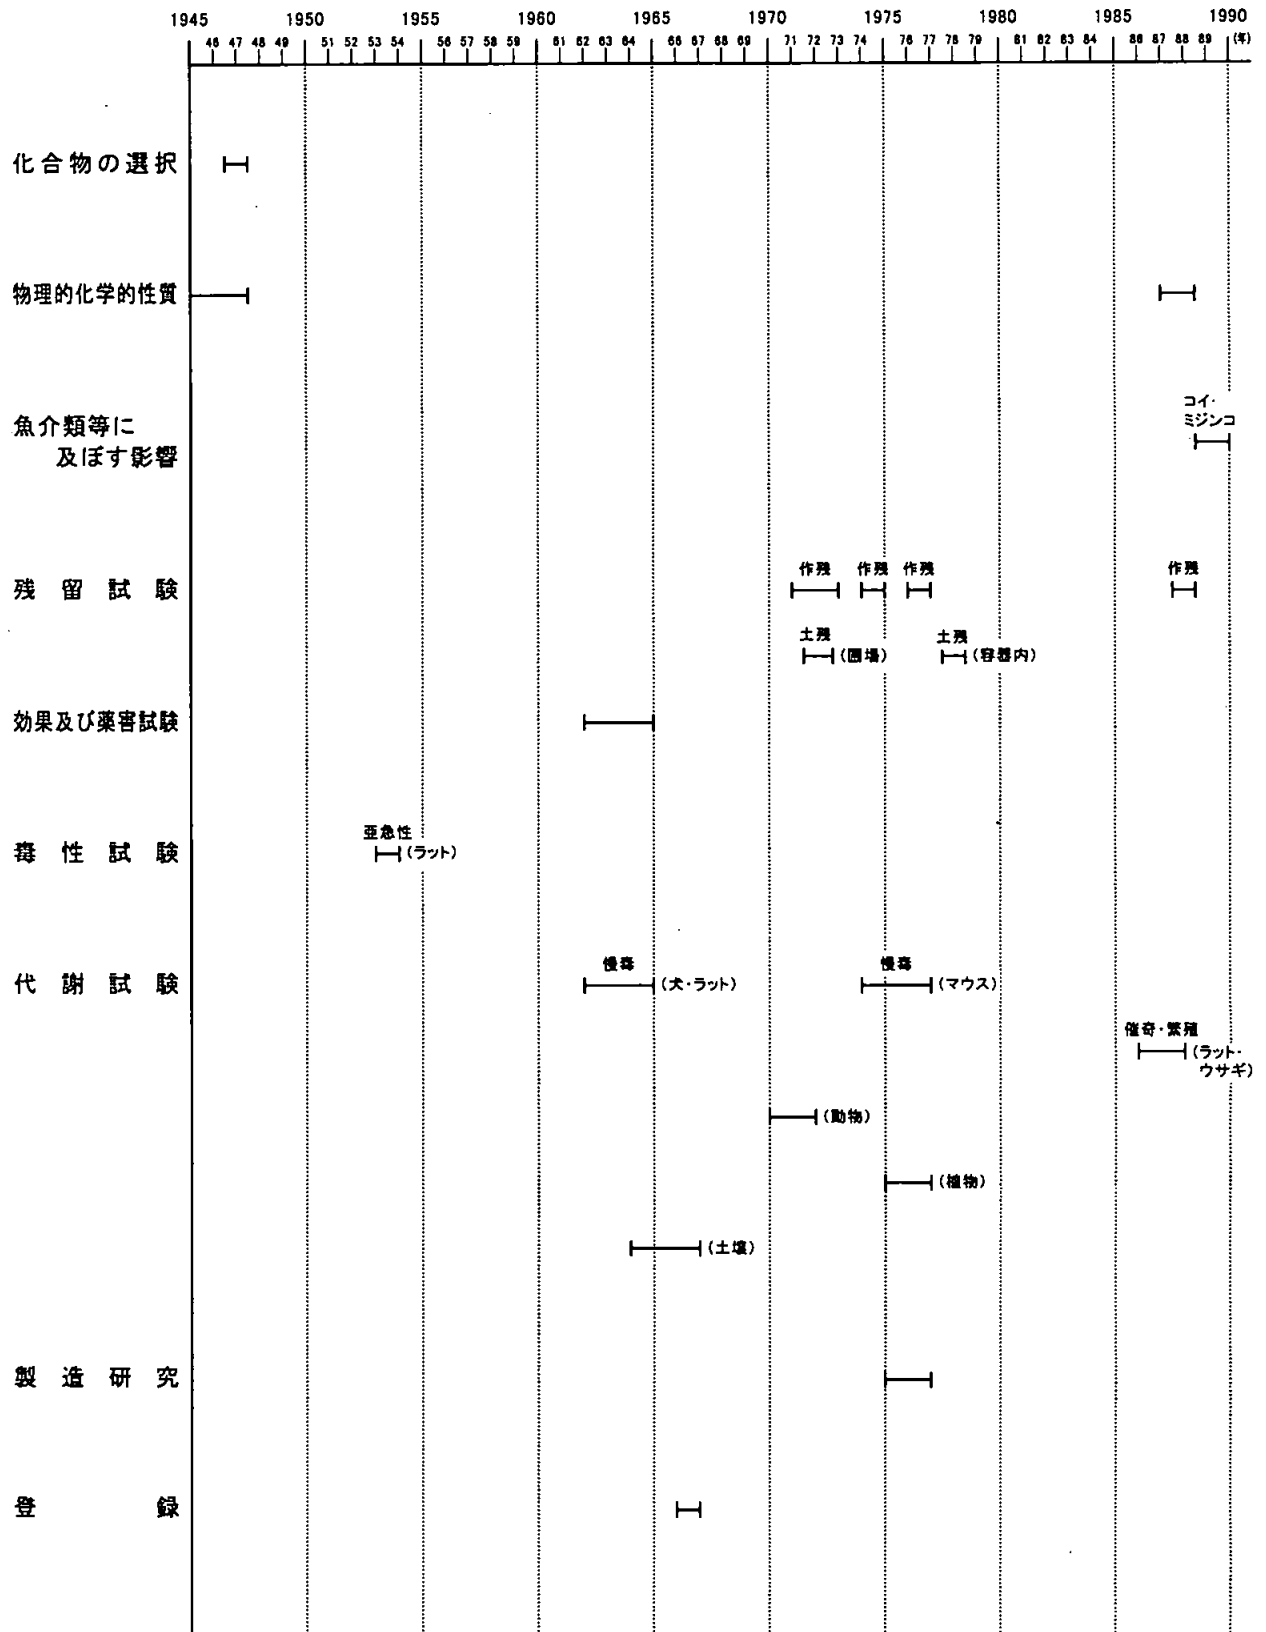 1945 1950 1955 1960 1965 1970 1975 1980 1985 1990
46 47 48 49 51 52 53 54 56 57 58 59 61 62 63 64 66 67 68 69 71 72 73 74 76 77 78 79 81 82 83 84 86 87 88 89 (年)
化合物の選択
物理的化学的性質
コイ・
ミジンコ
魚介類等に
及ぼす影響
作残 作残 作残 作残
残留試験
土残 土残
(圃場) (容器内)
効果及び薬害試験
亜急性
毒性試験 (ラット)
慢毒 慢毒
代謝試験 (犬・ラット) (マウス)
催奇・繁殖
(ラット・
ウサギ)
(動物)
(植物)
(土壌)
製造研究
登録